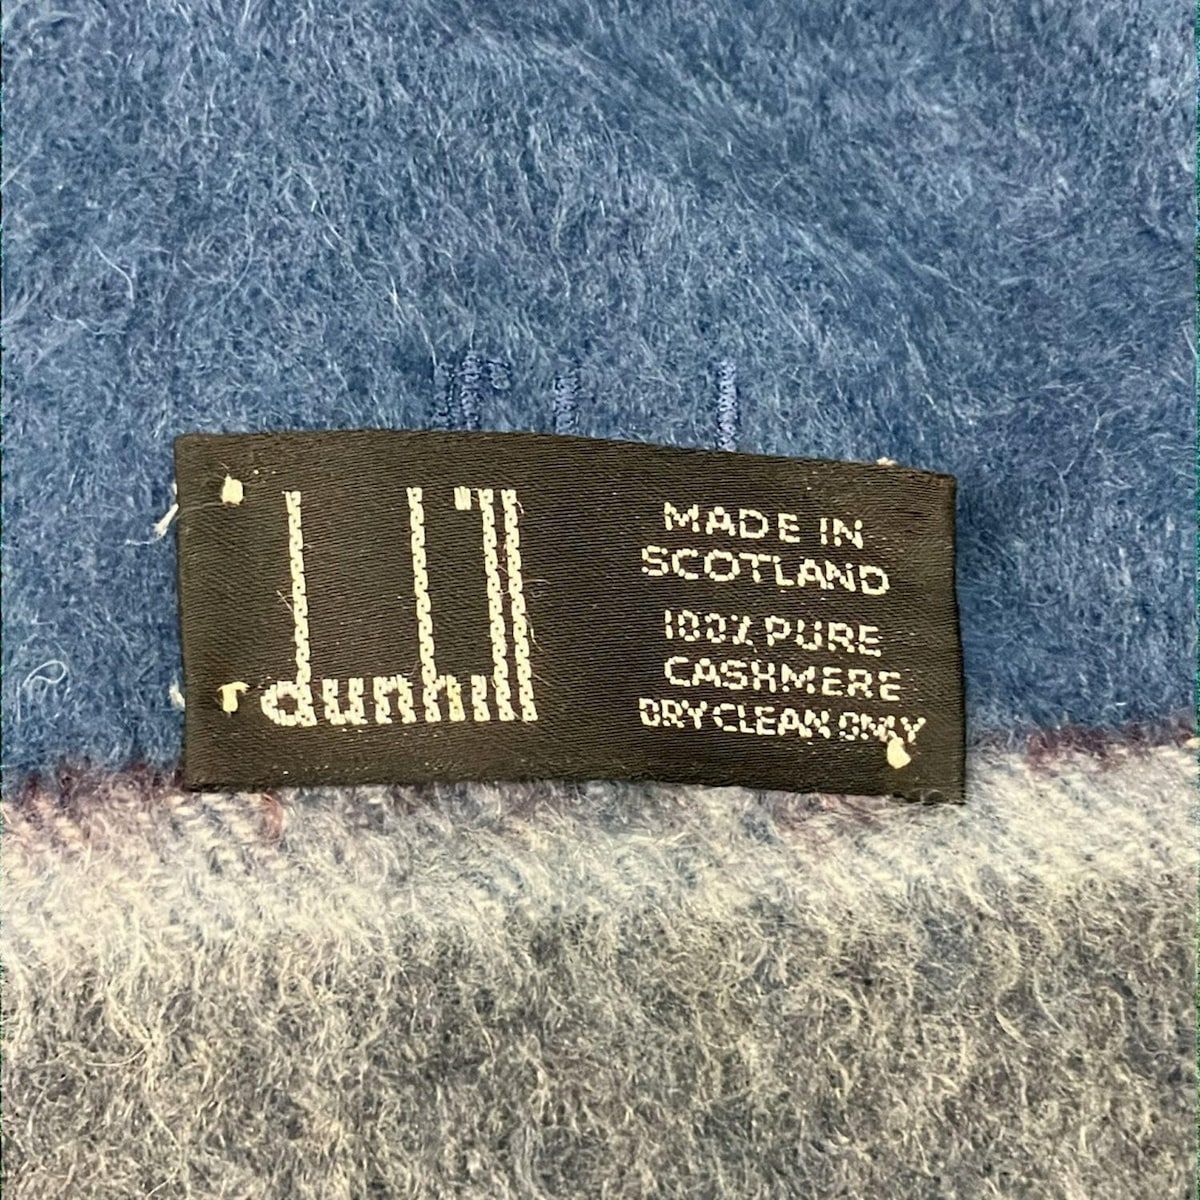 dunhill
MADE IN
SCOTLAND
100% PURE
CASHMERE
DRY CLEAN ONLY